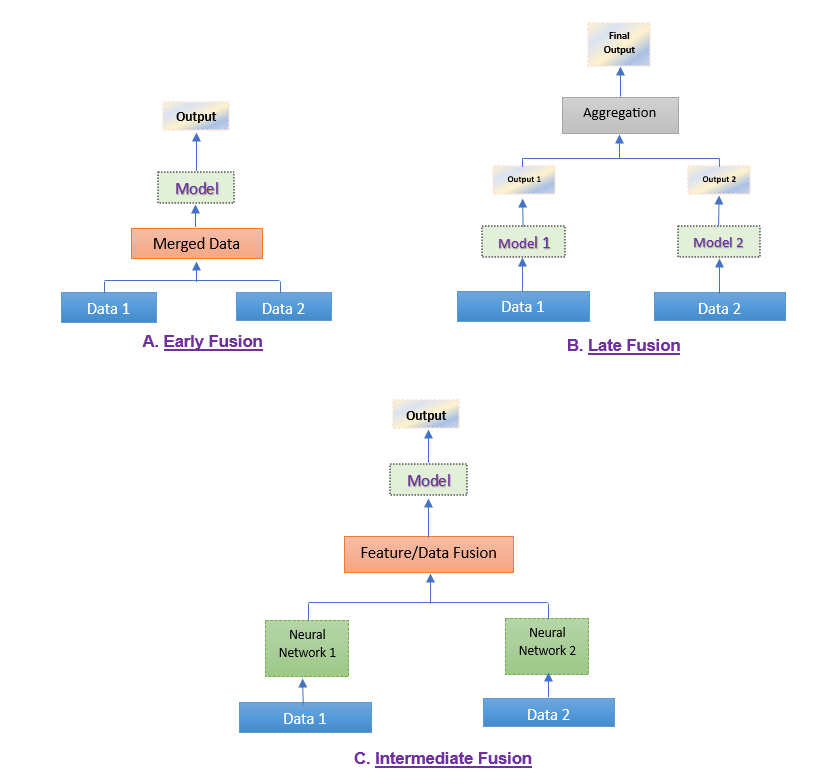 Output
Model
Merged Data
Data 1
Data 2
A. Early Fusion
Final
Output
Aggregation
Output 1
Output 2
Model 1
Model 2
Data 1
Data 2
B. Late Fusion
Output
Model
Feature/Data Fusion
Neural
Network 1
Neural
Network 2
Data 1
Data 2
C. Intermediate Fusion